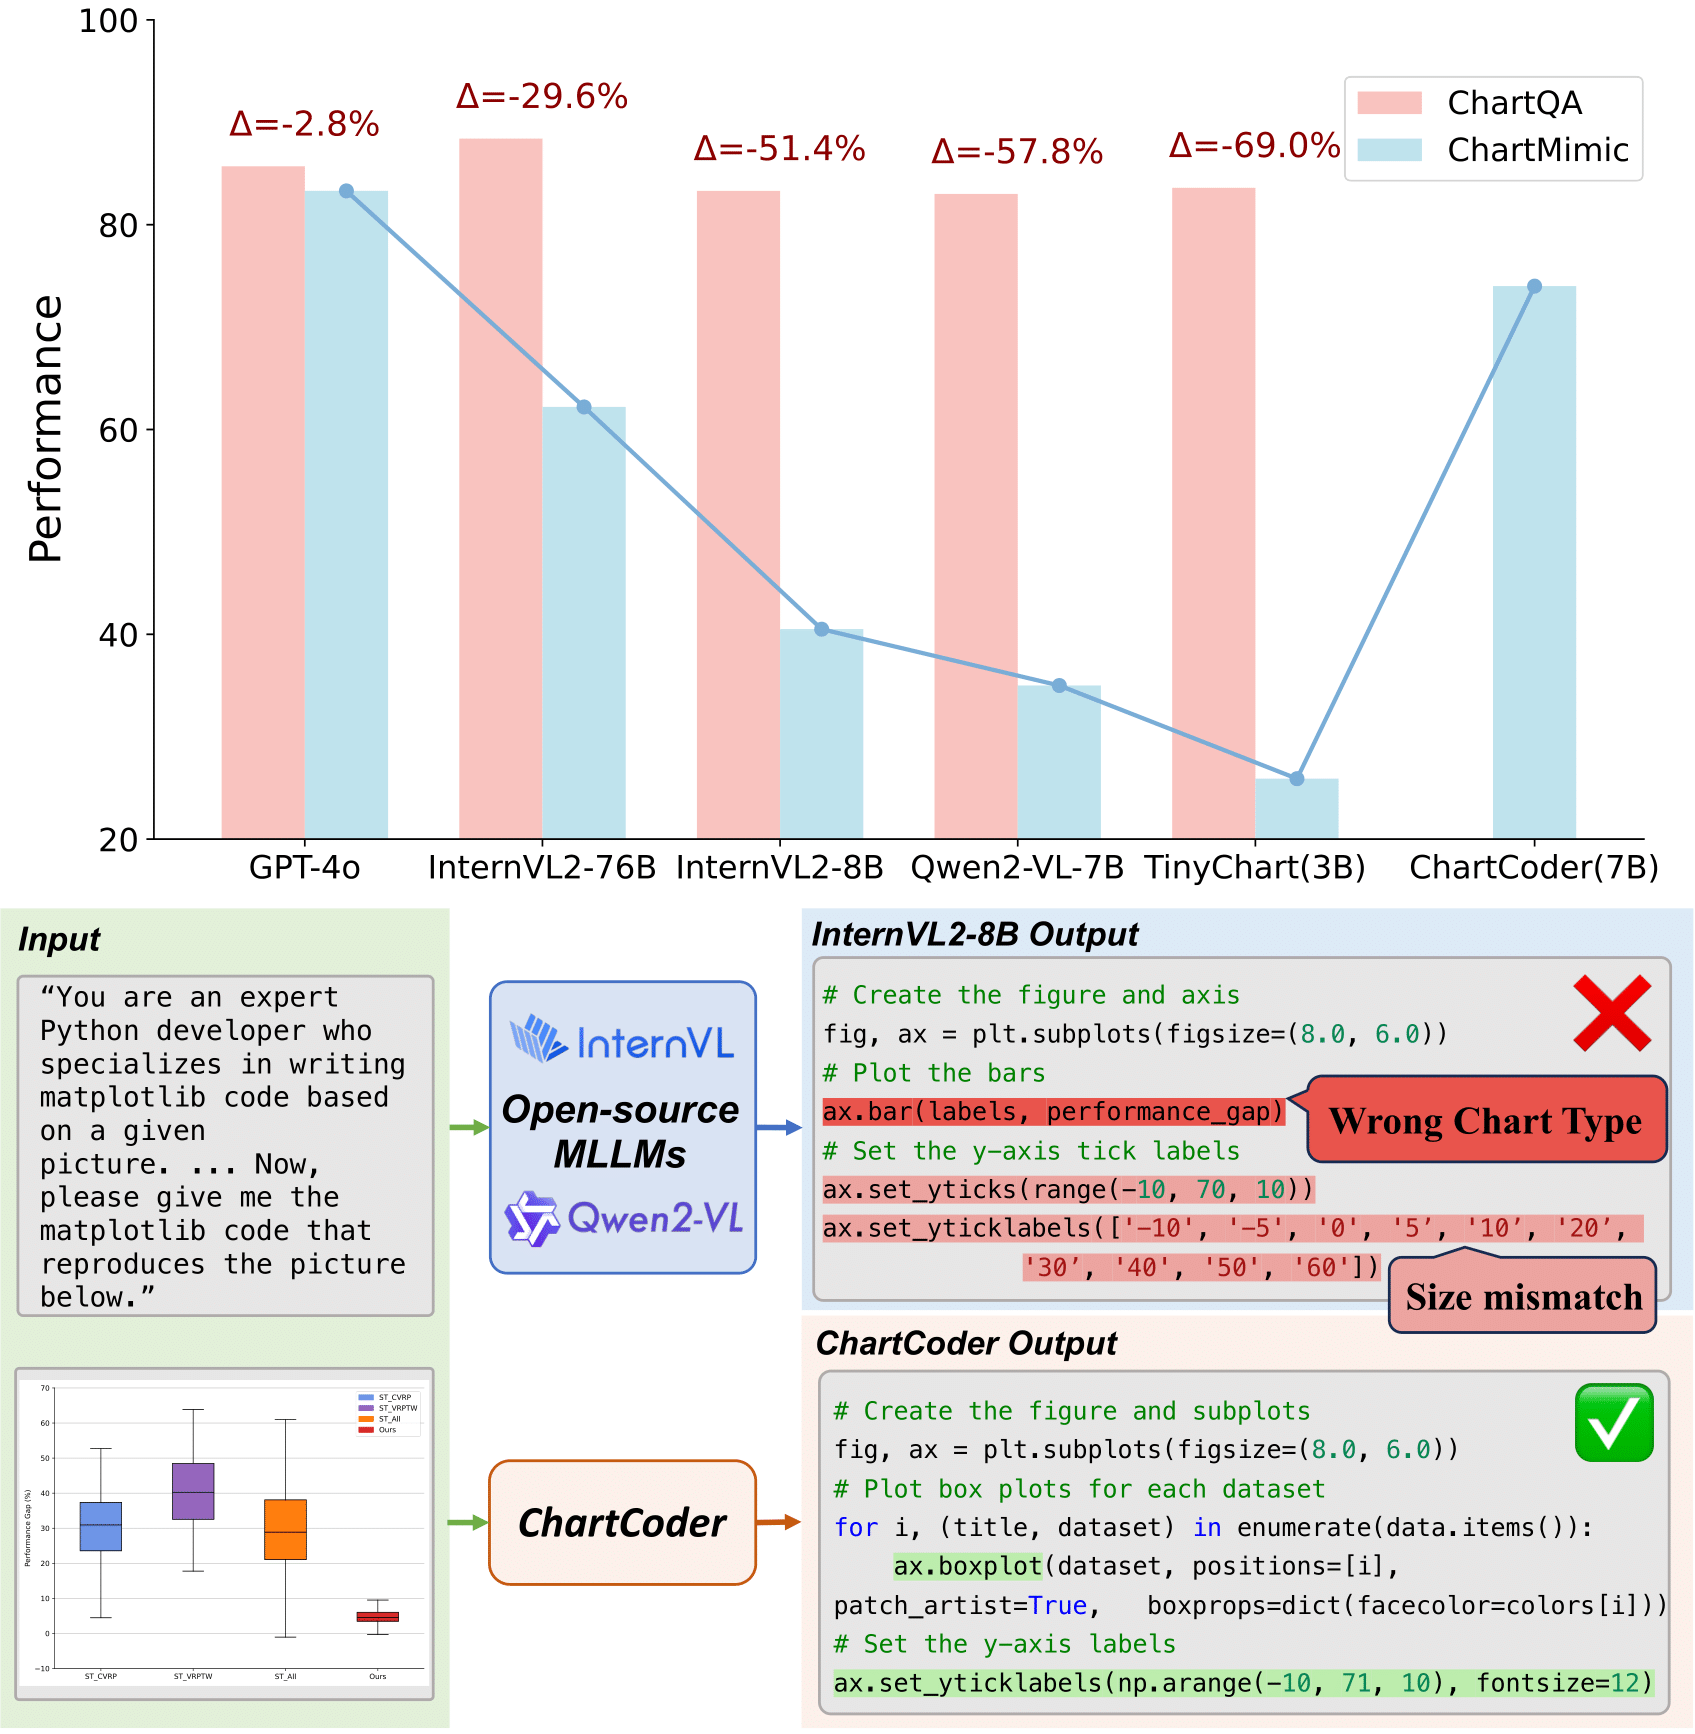 100
80
60
40
20
Performance
Δ=-2.8%
Δ=-29.6%
Δ=-51.4%
Δ=-57.8%
Δ=-69.0%
ChartQA
ChartMimic
GPT-4o
InternVL2-76B
InternVL2-8B
Qwen2-VL-7B
TinyChart(3B)
ChartCoder(7B)
Input
“You are an expert
Python developer who
specializes in writing
matplotlib code based
on a given
picture. ... Now,
please give me the
matplotlib code that
reproduces the picture
below.”
70
60
50
40
30
20
10
0
−10
Performance Gap (%)
ST_CVRP
ST_VRPTW
ST_All
Ours
ST_CVRP
ST_VRPTW
ST_All
Ours
InternVL
Open-source
MLLMs
Qwen2-VL
ChartCoder
InternVL2-8B Output
# Create the figure and axis
fig, ax = plt.subplots(figsize=(8.0, 6.0))
# Plot the bars
ax.bar(labels, performance_gap)
Wrong Chart Type
# Set the y-axis tick labels
ax.set_yticks(range(−10, 70, 10))
ax.set_yticklabels(['−10', '−5', '0', '5’, '10’, '20’,
'30’, '40', '50', '60'])
Size mismatch
ChartCoder Output
# Create the figure and subplots
fig, ax = plt.subplots(figsize=(8.0, 6.0))
# Plot box plots for each dataset
for i, (title, dataset) in enumerate(data.items()):
ax.boxplot(dataset, positions=[i],
patch_artist=True, boxprops=dict(facecolor=colors[i]))
# Set the y-axis labels
ax.set_yticklabels(np.arange(−10, 71, 10), fontsize=12)